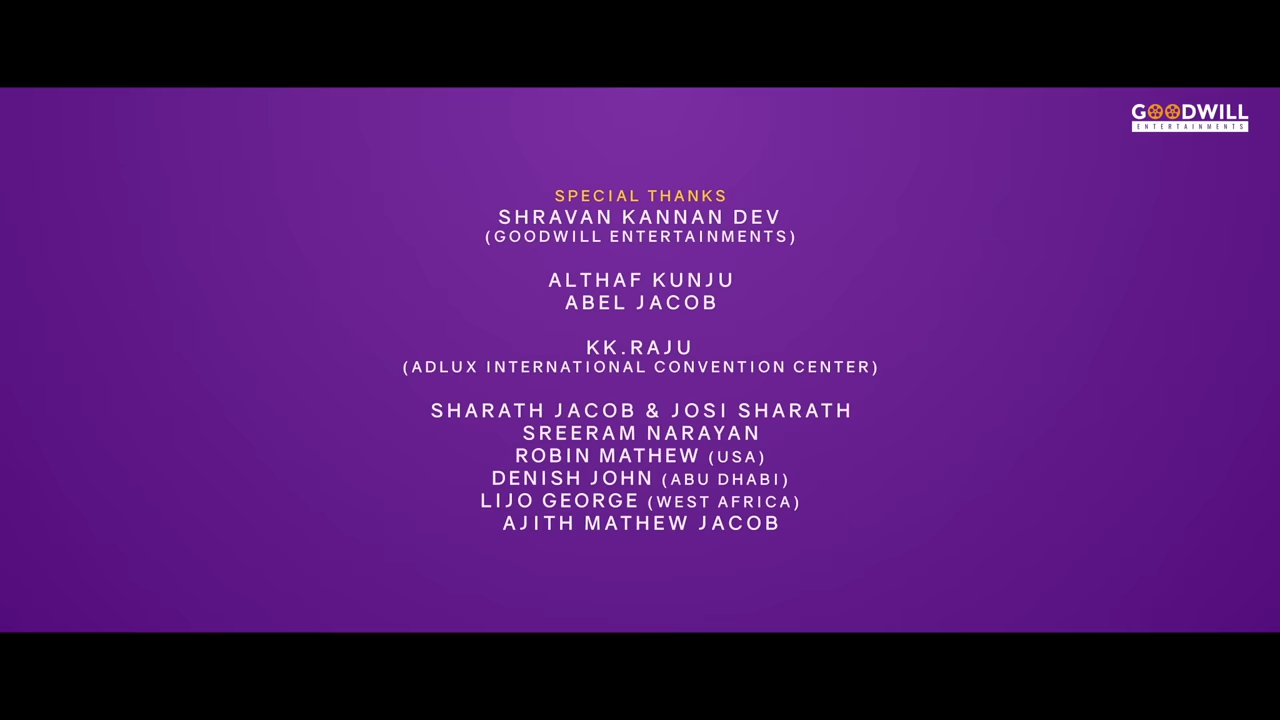 GOODWILL
ENTERTAINMENTS
SPECIAL THANKS
SHRAVAN KANNAN DEV
(GOODWILL ENTERTAINMENTS)
ALTHAF KUNJU
ABEL JACOB
KK.RAJU
(ADLUX INTERNATIONAL CONVENTION CENTER)
SHARATH JACOB & JOSI SHARATH
SREERAM NARAYAN
ROBIN MATHEW (USA)
DENISH JOHN (ABU DHABI)
LIJO GEORGE (WEST AFRICA)
AJITH MATHEW JACOB